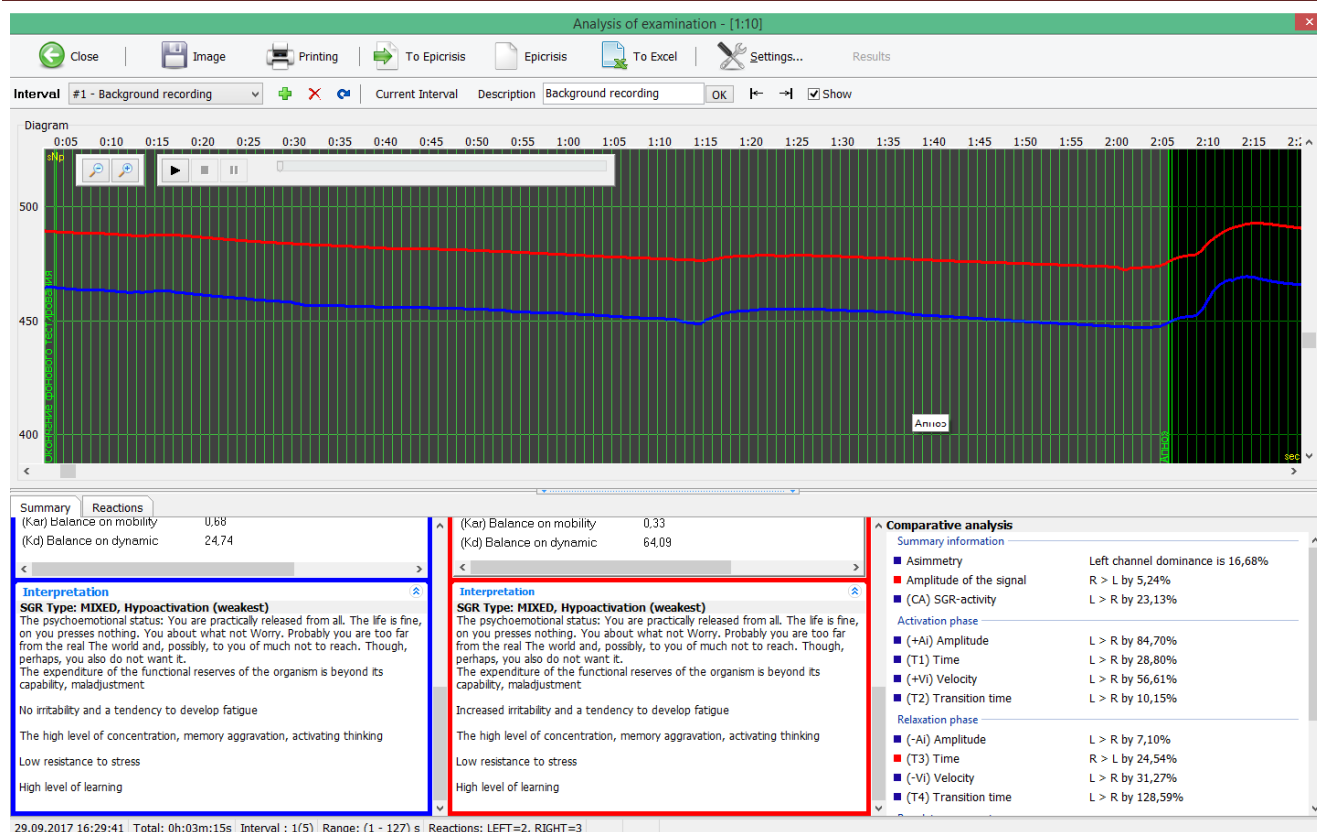 Analysis of examination - [1:10]
Close Image Printing To Epicrisis Epicrisis To Excel Settings... Results
Interval #1 - Background recording Current Interval Description Background recording OK Show
Diagram
0:05 0:10 0:15 0:20 0:25 0:30 0:35 0:40 0:45 0:50 0:55 1:00 1:05 1:10 1:15 1:20 1:25 1:30 1:35 1:40 1:45 1:50 1:55 2:00 2:05 2:10 2:15
sNp
500
450
400
Окончание фонового тестирования
Апноэ
Апноэ
sec
Summary Reactions
(Kar) Balance on mobility 0,68
(Kd) Balance on dynamic 24,74
Interpretation
SGR Type: MIXED, Hypoactivation (weakest)
The psychoemotional status: You are practically released from all. The life is fine,
on you presses nothing. You about what not Worry. Probably you are too far
from the real The world and, possibly, to you of much not to reach. Though,
perhaps, you also do not want it.
The expenditure of the functional reserves of the organism is beyond its
capability, maladjustment
No irritability and a tendency to develop fatigue
The high level of concentration, memory aggravation, activating thinking
Low resistance to stress
High level of learning
(Kar) Balance on mobility 0,33
(Kd) Balance on dynamic 64,09
Interpretation
SGR Type: MIXED, Hypoactivation (weakest)
The psychoemotional status: You are practically released from all. The life is fine,
on you presses nothing. You about what not Worry. Probably you are too far
from the real The world and, possibly, to you of much not to reach. Though,
perhaps, you also do not want it.
The expenditure of the functional reserves of the organism is beyond its
capability, maladjustment
Increased irritability and a tendency to develop fatigue
The high level of concentration, memory aggravation, activating thinking
Low resistance to stress
High level of learning
Comparative analysis
Summary information
Asimmetry Left channel dominance is 16,68%
Amplitude of the signal R > L by 5,24%
(CA) SGR-activity L > R by 23,13%
Activation phase
(+Ai) Amplitude L > R by 84,70%
(T1) Time L > R by 28,80%
(+Vi) Velocity L > R by 56,61%
(T2) Transition time L > R by 10,15%
Relaxation phase
(-Ai) Amplitude L > R by 7,10%
(T3) Time R > L by 24,54%
(-Vi) Velocity L > R by 31,27%
(T4) Transition time L > R by 128,59%
29.09.2017 16:29:41 Total: 0h:03m:15s Interval : 1(5) Range: (1 - 127) s Reactions: LEFT=2, RIGHT=3